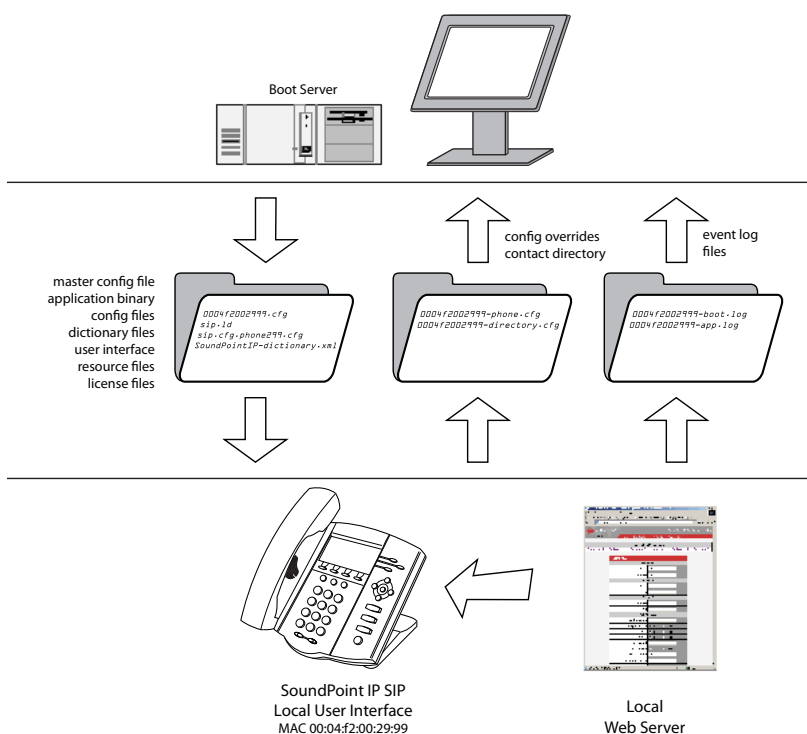 Boot Server
config overrides
contact directory
event log
files
master config file
application binary
config files
dictionary files
user interface
resource files
license files
0004f2002999.cfg
sip.ld
sip.cfg.phone299.cfg
SoundPointIP-dictionary.xml
0004f2002999-phone.cfg
0004f2002999-directory.cfg
0004f2002999-boot.log
0004f2002999-app.log
SoundPoint IP SIP
Local User Interface
MAC 00:04:f2:00:29:99
Local
Web Server